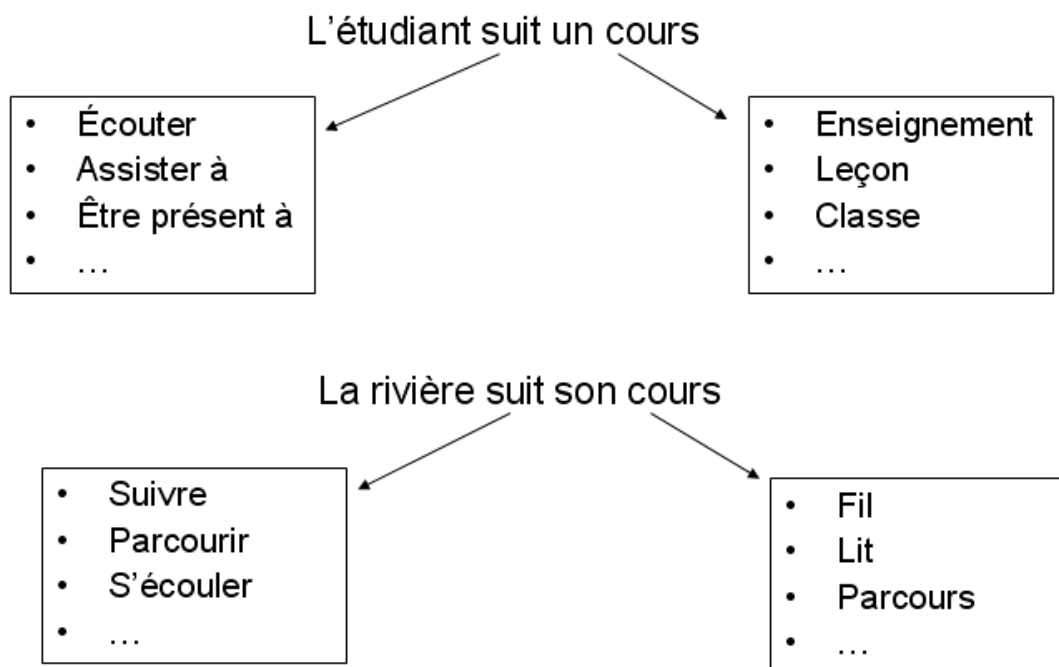 L'étudiant suit un cours
• Écouter
• Assister à
• Être présent à
• …
• Enseignement
• Leçon
• Classe
• …
La rivière suit son cours
• Suivre
• Parcourir
• S'écouler
• …
• Fil
• Lit
• Parcours
• …